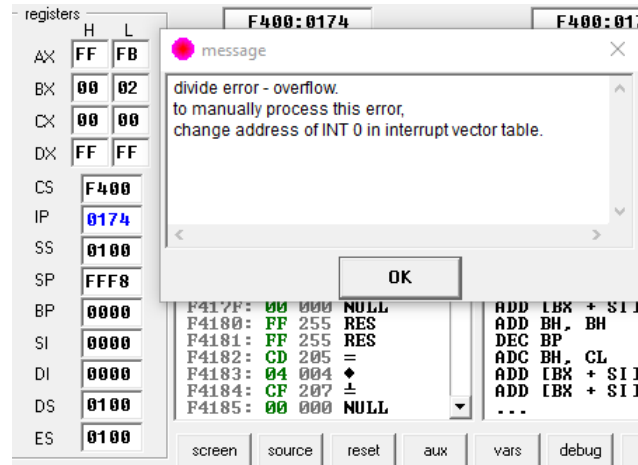 registers
F400:0174
F400:017
H L
AX FF FB
BX 00 02
CX 00 00
DX FF FF
CS F400
IP 0174
SS 0100
SP FFF8
BP 0000
SI 0000
DI 0000
DS 0100
ES 0100
message
divide error - overflow.
to manually process this error,
change address of INT 0 in interrupt vector table.
OK
F417F: 00 000 NULL
F4180: FF 255 RES
F4181: FF 255 RES
F4182: CD 205 =
F4183: 04 004 ♦
F4184: CF 207 ╧
F4185: 00 000 NULL
ADD [BX + SI]
ADD BH, BH
DEC BP
ADC BH, CL
ADD [BX + SI]
ADD [BX + SI]
...
screen source reset aux vars debug